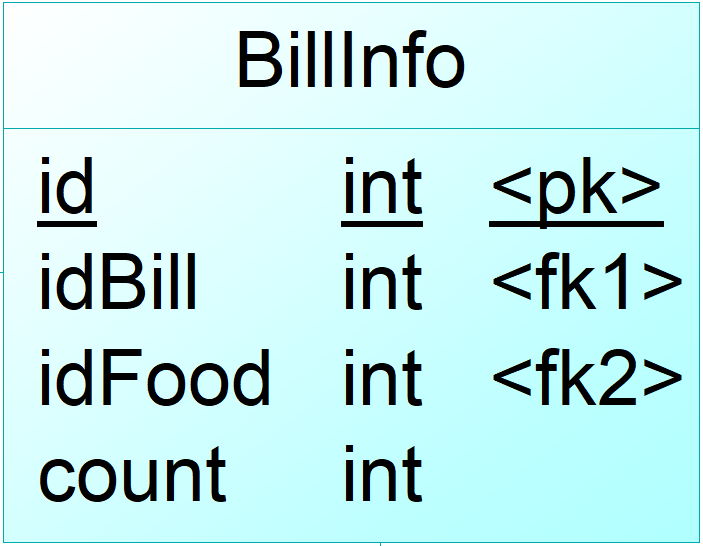 BillInfo
id int <pk>
idBill int <fk1>
idFood int <fk2>
count int